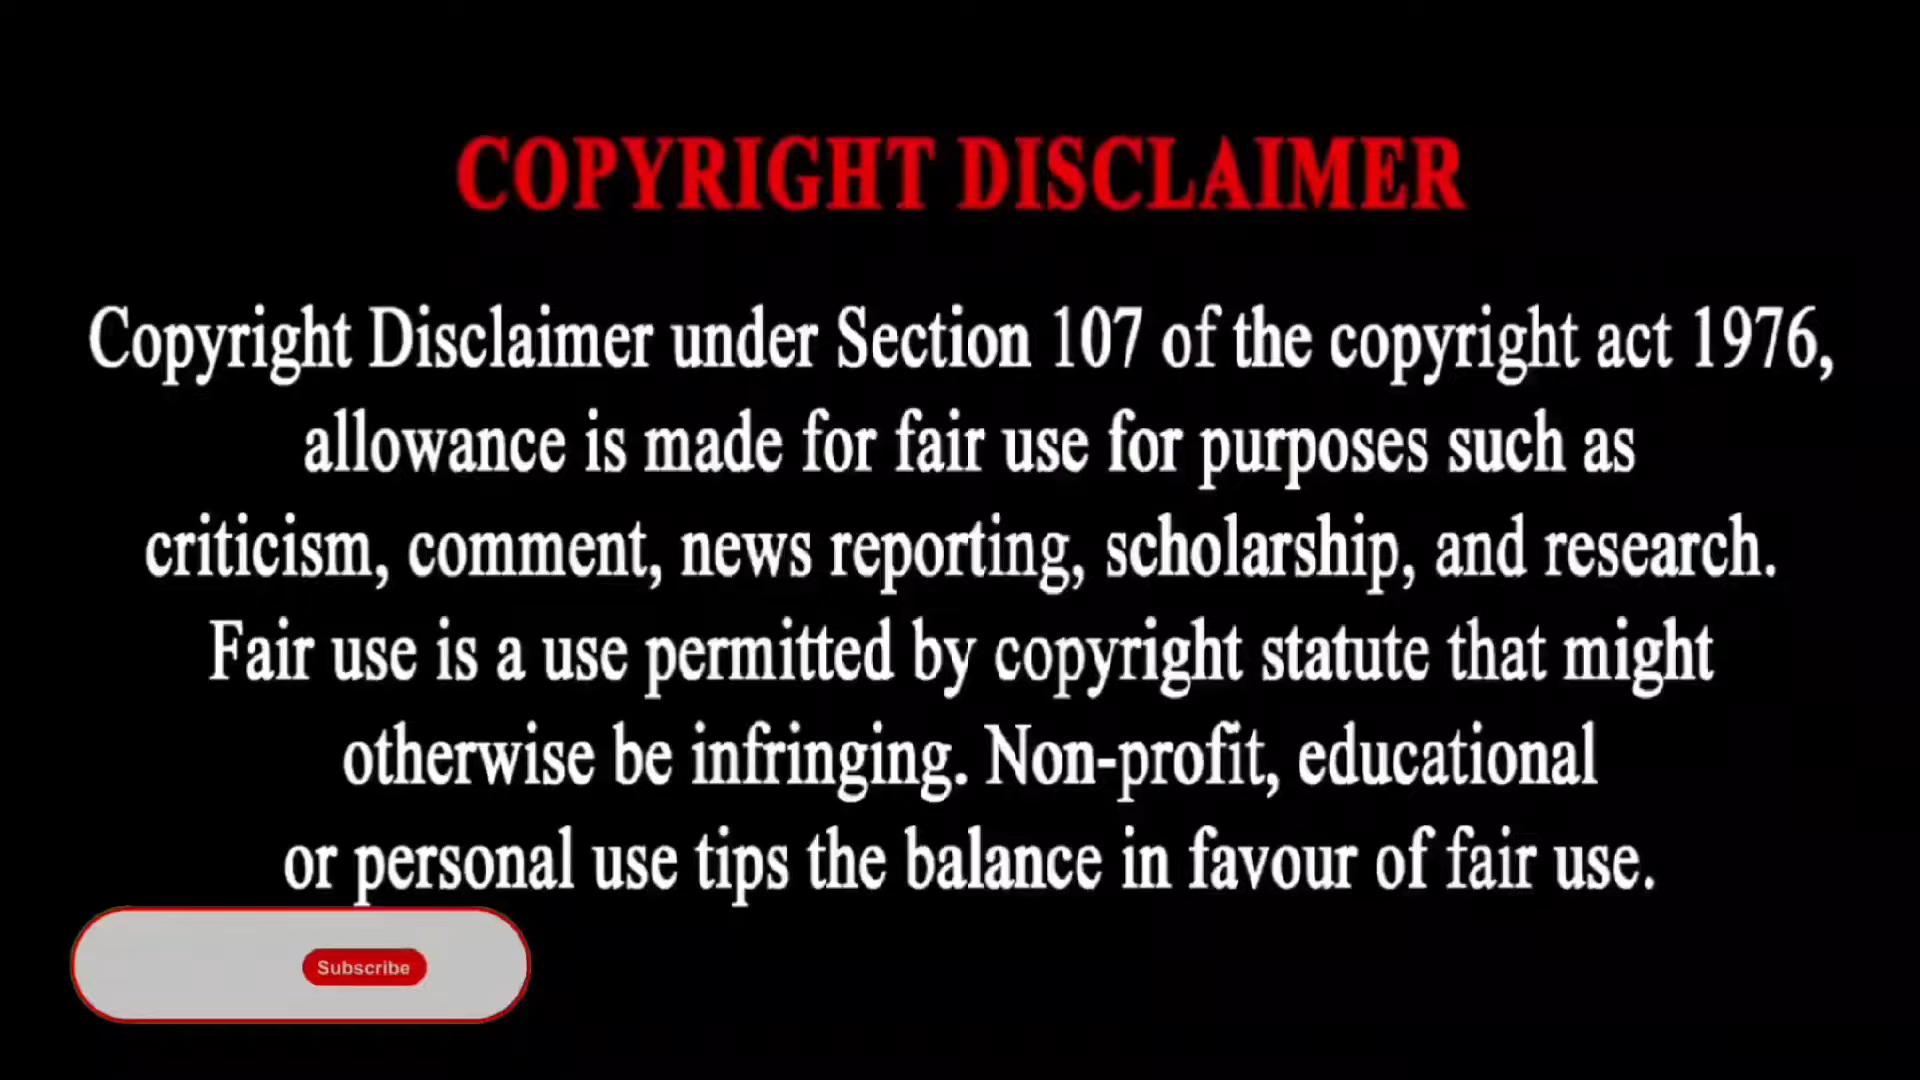 COPYRIGHT DISCLAIMER
Copyright Disclaimer under Section 107 of the copyright act 1976,
allowance is made for fair use for purposes such as
criticism, comment, news reporting, scholarship, and research.
Fair use is a use permitted by copyright statute that might
otherwise be infringing. Non-profit, educational
or personal use tips the balance in favour of fair use.
Subscribe